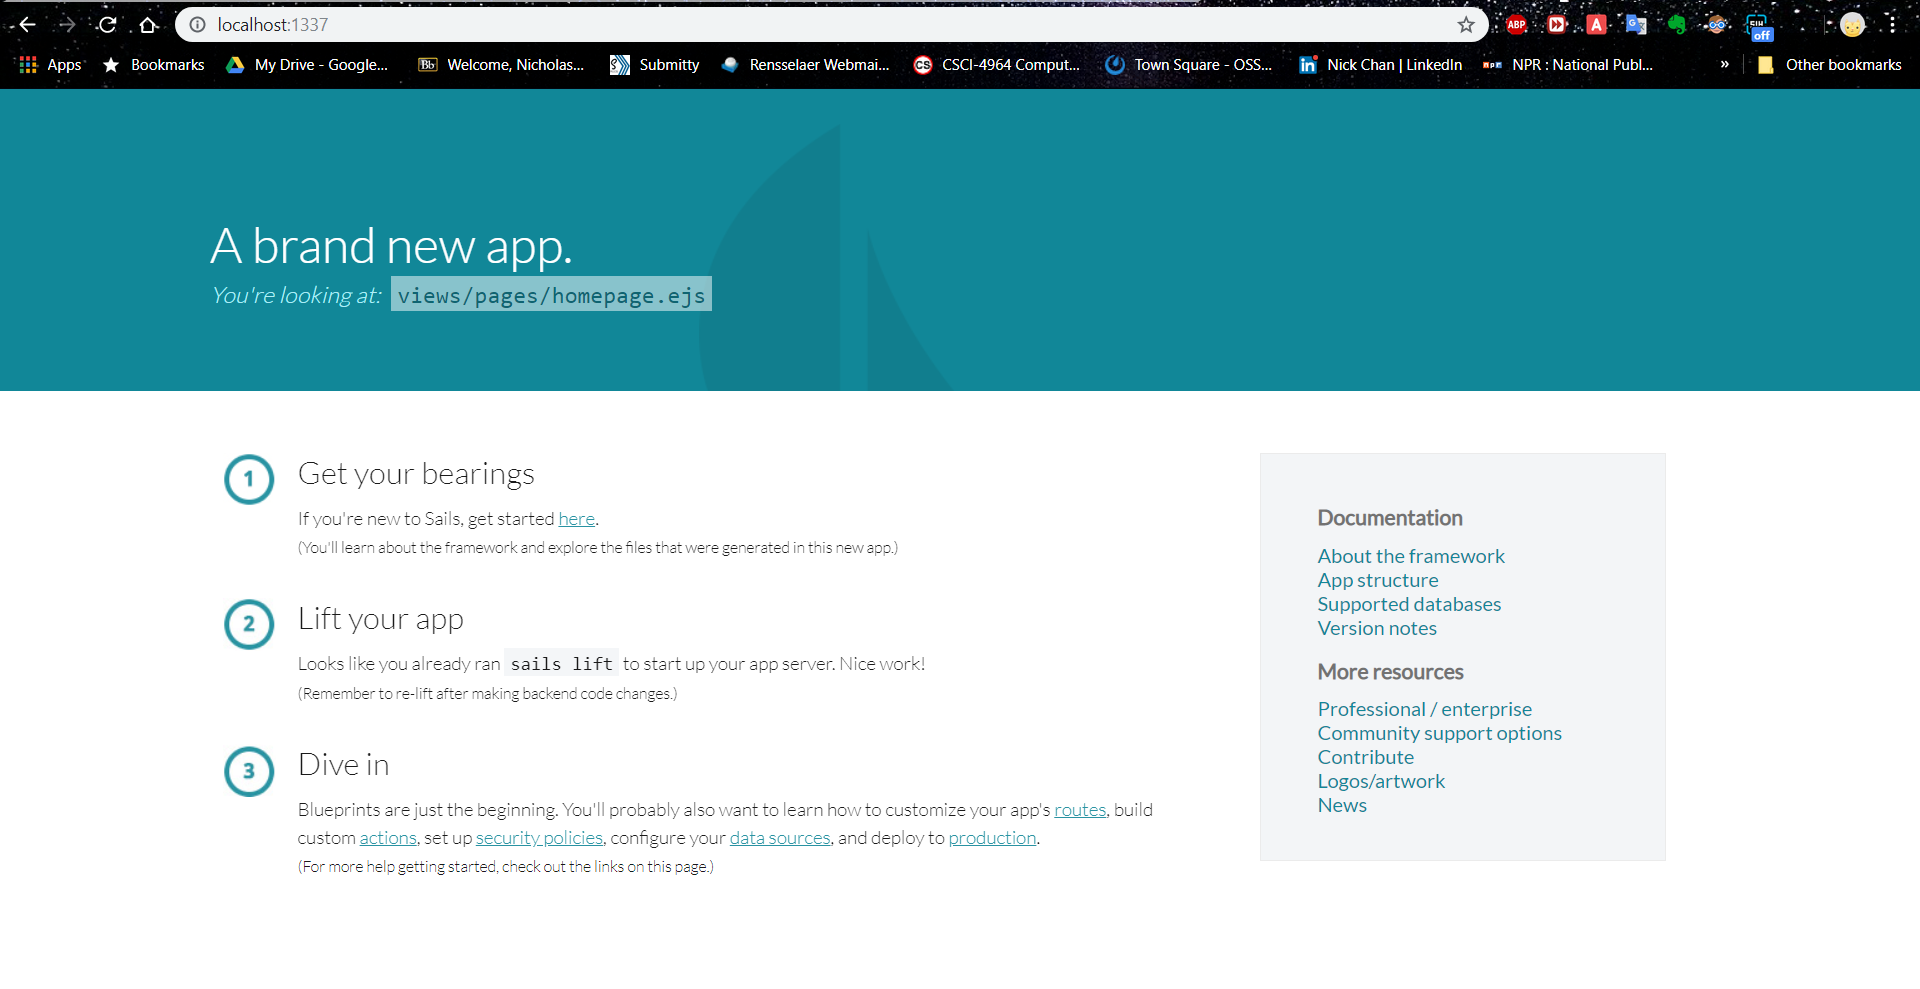 localhost:1337
ABP
A
off
Apps
Bookmarks
My Drive - Google...
Bb
Welcome, Nicholas...
Submitty
Rensselaer Webmai...
CS
CSCI-4964 Comput...
Town Square - OSS...
in
Nick Chan | LinkedIn
npr
NPR : National Publ...
»
Other bookmarks
A brand new app.
You're looking at: views/pages/homepage.ejs
1
Get your bearings
If you're new to Sails, get started here.
(You'll learn about the framework and explore the files that were generated in this new app.)
2
Lift your app
Looks like you already ran sails lift to start up your app server. Nice work!
(Remember to re-lift after making backend code changes.)
3
Dive in
Blueprints are just the beginning. You'll probably also want to learn how to customize your app's routes, build
custom actions, set up security policies, configure your data sources, and deploy to production.
(For more help getting started, check out the links on this page.)
Documentation
About the framework
App structure
Supported databases
Version notes
More resources
Professional / enterprise
Community support options
Contribute
Logos/artwork
News